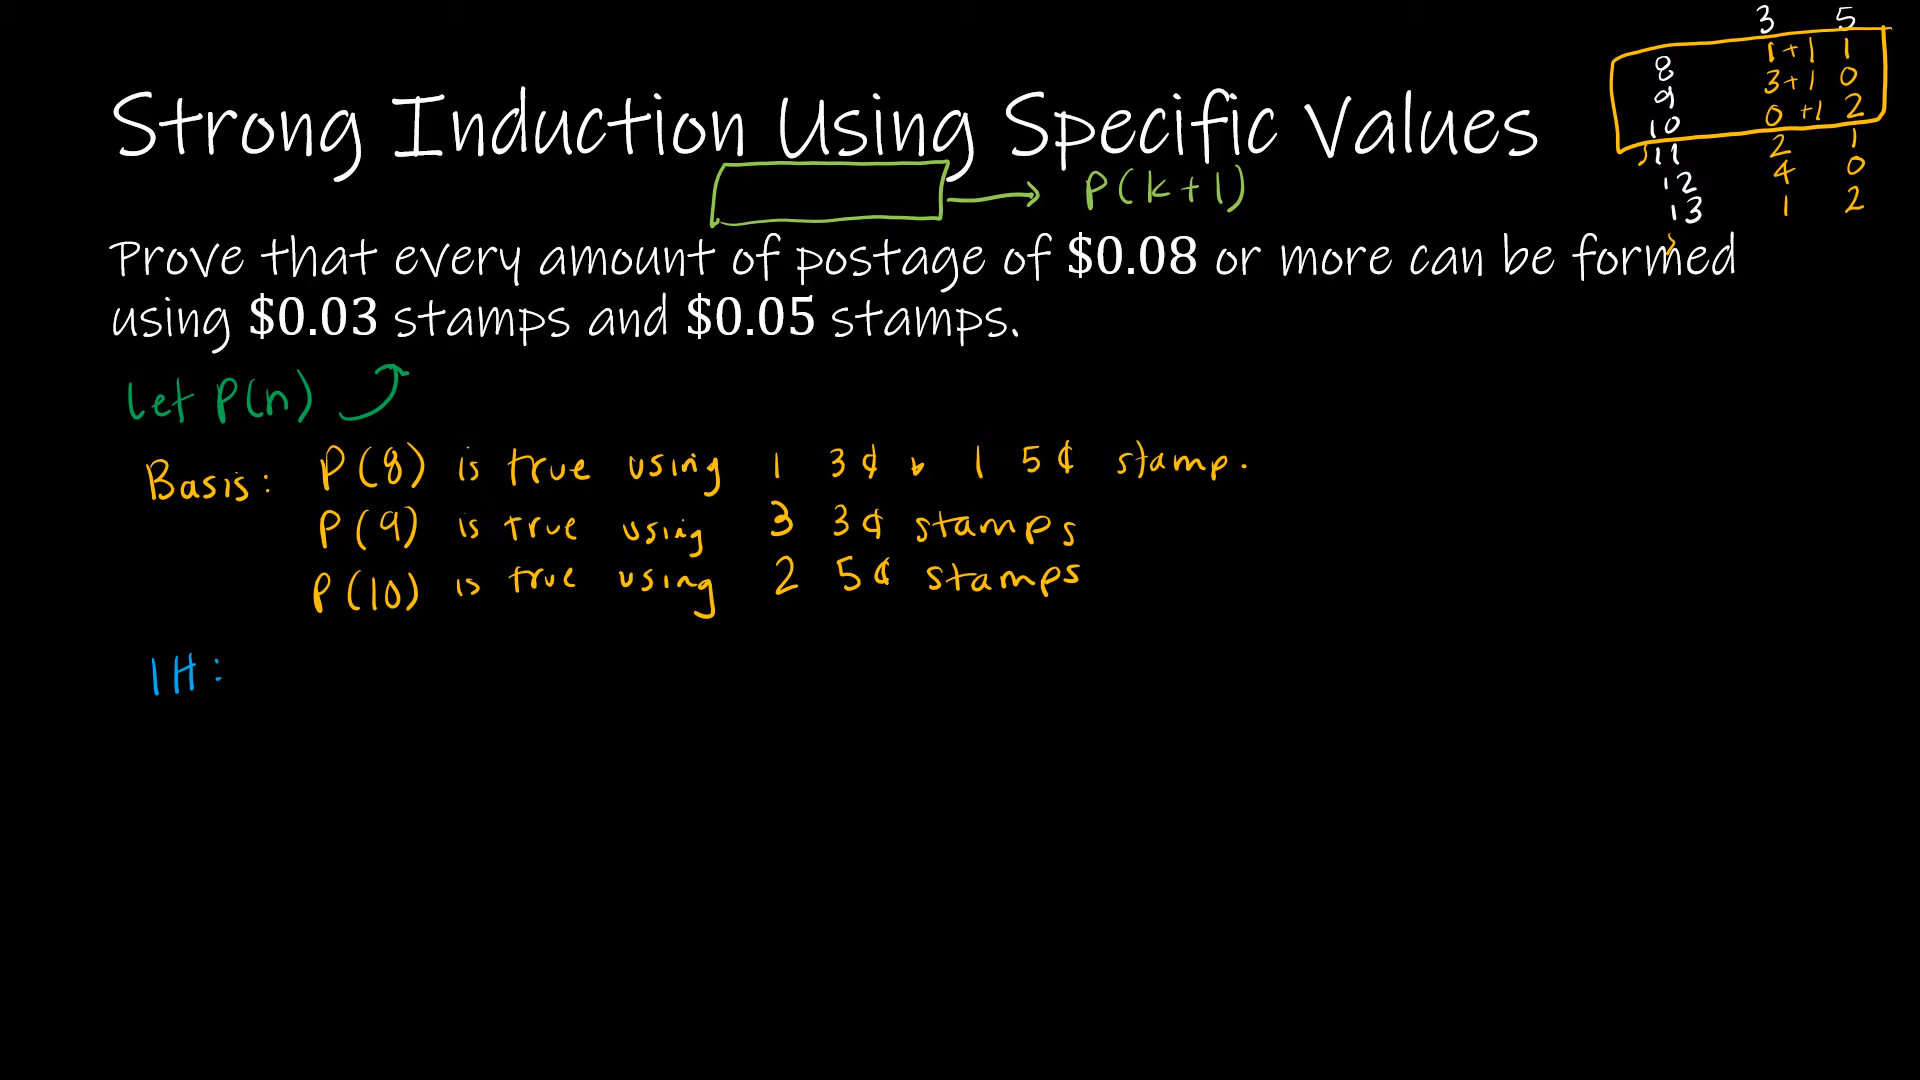 3 5
8 1+1 1
9 3+1 0
10 0+1 2
11 2 1
12 4 0
13 1 2
Strong Induction Using Specific Values
P(k+1)
Prove that every amount of postage of $0.08 or more can be formed
using $0.03 stamps and $0.05 stamps.
Let P(n)
Basis: P(8) is true using 1 3¢ & 1 5¢ stamp.
P(9) is true using 3 3¢ stamps
P(10) is true using 2 5¢ stamps
IH: